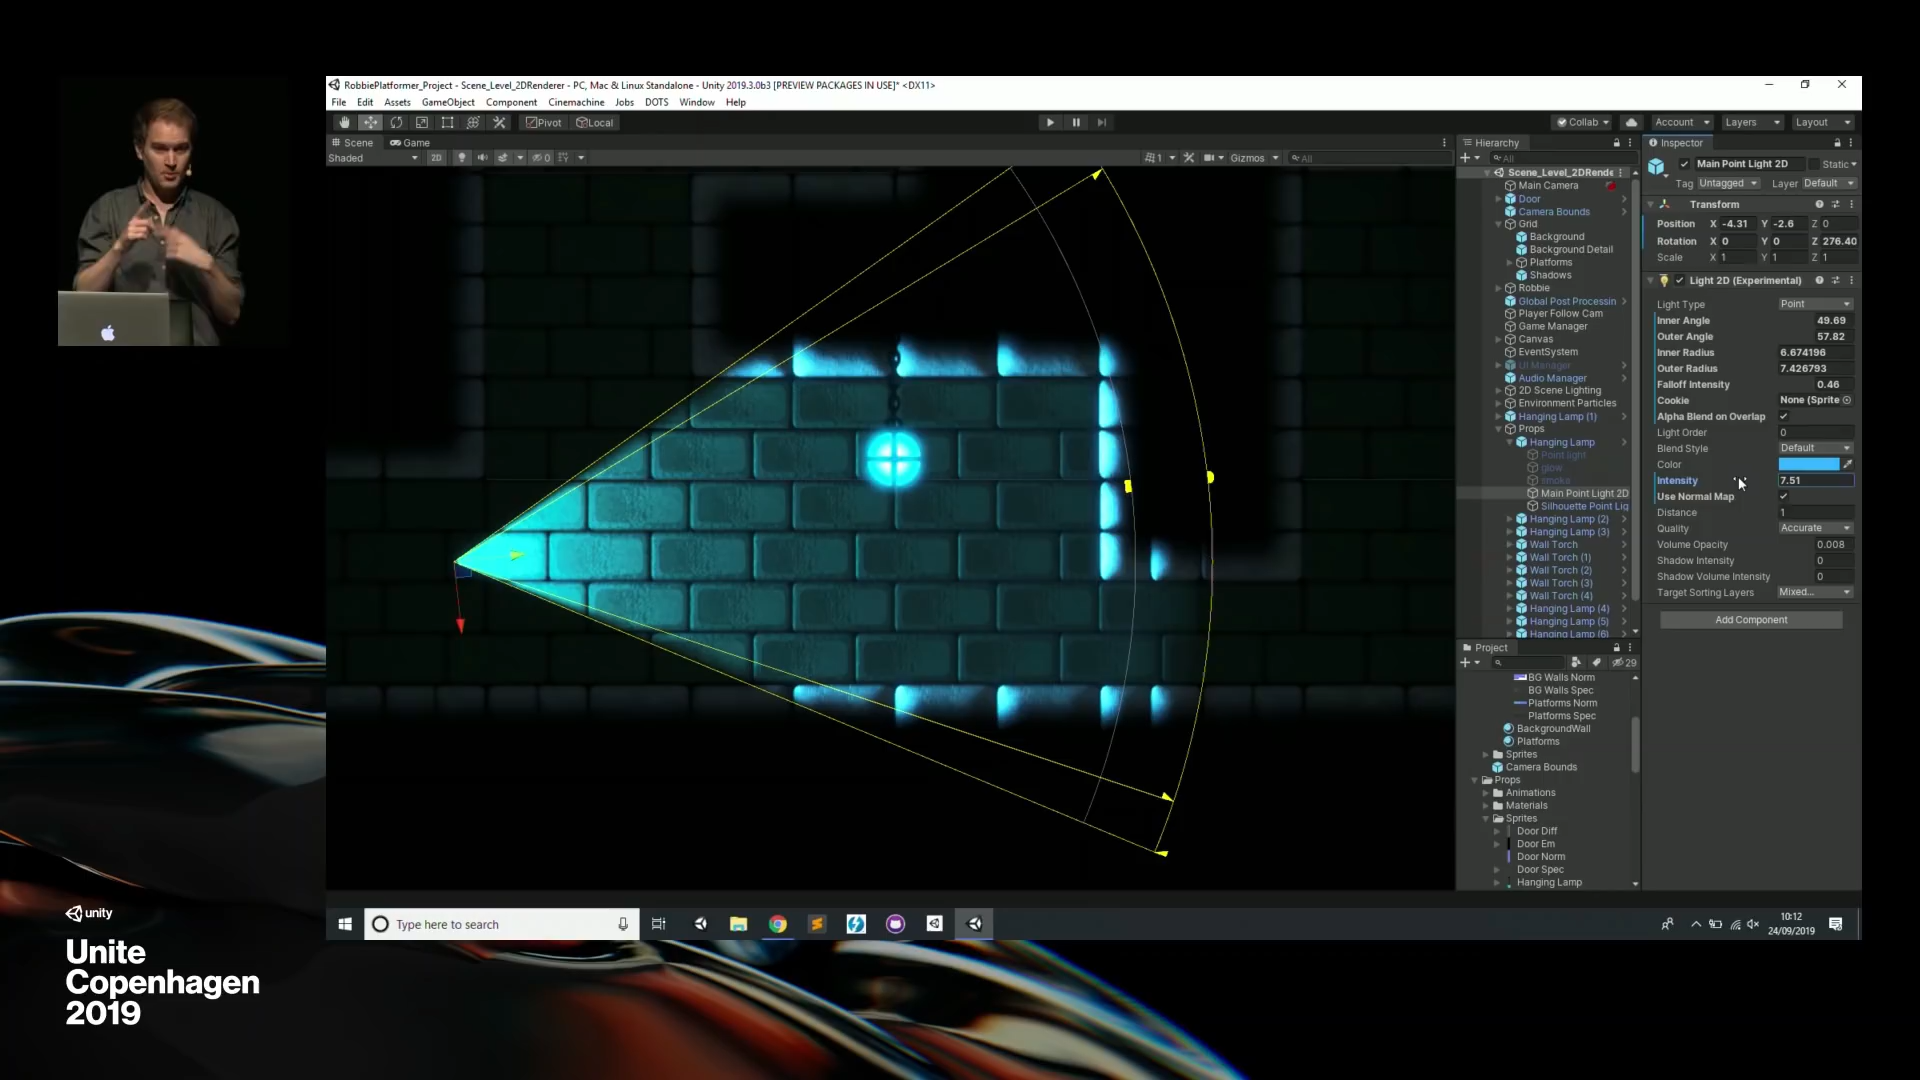 RobbiePlatformer_Project - Scene_Level_2DRenderer - PC, Mac & Linux Standalone - Unity 2019.3.0b3 [PREVIEW PACKAGES IN USE]* <DX11>
File Edit Assets GameObject Component Cinemachine Jobs DOTS Window Help
Pivot Local
Collab Account Layers Layout
Scene Game
Shaded 2D 0 1 Gizmos All
Hierarchy
All
Scene_Level_2DRende
Main Camera
Door
Camera Bounds
Grid
Background
Background Detail
Platforms
Shadows
Robbie
Global Post Processin
Player Follow Cam
Game Manager
Canvas
EventSystem
UI Manager
Audio Manager
2D Scene Lighting
Environment Particles
Hanging Lamp (1)
Props
Hanging Lamp
Point light
glow
smoke
Main Point Light 2D
Silhouette Point Lig
Hanging Lamp (2)
Hanging Lamp (3)
Wall Torch
Wall Torch (1)
Wall Torch (2)
Wall Torch (3)
Wall Torch (4)
Hanging Lamp (4)
Hanging Lamp (5)
Hanging Lamp (6)
Project
29
BG Walls Norm
BG Walls Spec
Platforms Norm
Platforms Spec
BackgroundWall
Platforms
Sprites
Camera Bounds
Props
Animations
Materials
Sprites
Door Diff
Door Em
Door Norm
Door Spec
Hanging Lamp
Inspector
Main Point Light 2D Static
Tag Untagged Layer Default
Transform
Position X -4.31 Y -2.6 Z 0
Rotation X 0 Y 0 Z 276.40
Scale X 1 Y 1 Z 1
Light 2D (Experimental)
Light Type Point
Inner Angle 49.69
Outer Angle 57.82
Inner Radius 6.674196
Outer Radius 7.426793
Falloff Intensity 0.46
Cookie None (Sprite
Alpha Blend on Overlap
Light Order 0
Blend Style Default
Color
Intensity 7.51
Use Normal Map
Distance 1
Quality Accurate
Volume Opacity 0.008
Shadow Intensity 0
Shadow Volume Intensity 0
Target Sorting Layers Mixed...
Add Component
Type here to search
10:12
24/09/2019
unity
Unite
Copenhagen
2019